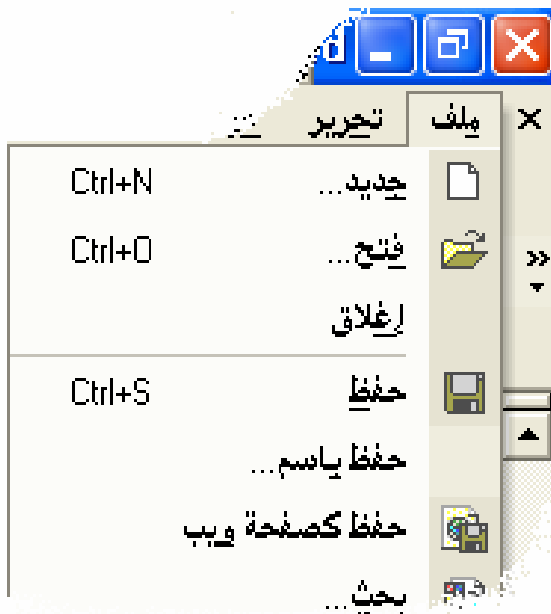 ملف تحرير
جديد... Ctrl+N
فتح... Ctrl+O
إغلاق
حفظ Ctrl+S
حفظ باسم...
حفظ كصفحة ويب
بحث...